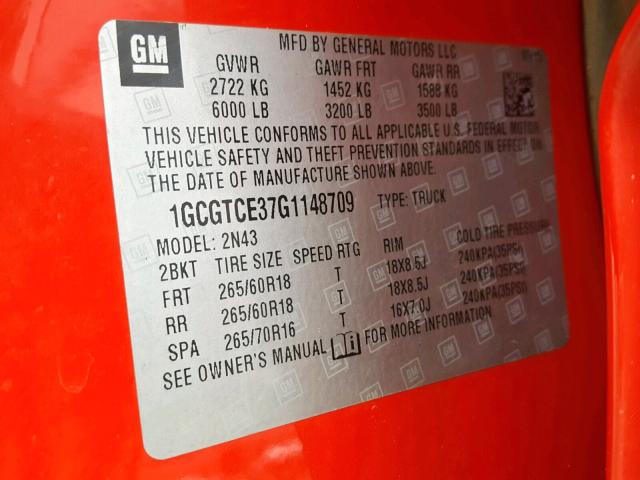 GM
MFD BY GENERAL MOTORS LLC
GVWR GAWR FRT GAWR RR
2722 KG 1452 KG 1588 KG
6000 LB 3200 LB 3500 LB
THIS VEHICLE CONFORMS TO ALL APPLICABLE U.S. FEDERAL MOTOR
VEHICLE SAFETY AND THEFT PREVENTION STANDARDS IN EFFECT ON
THE DATE OF MANUFACTURE SHOWN ABOVE.
1GCGTCE37G1148709 TYPE: TRUCK
MODEL: 2N43
2BKT TIRE SIZE SPEED RTG RIM COLD TIRE PRESSURE
FRT 265/60R18 T 18X8.5J 240KPA(35PSI)
RR 265/60R18 T 18X8.5J 240KPA(35PSI)
SPA 265/70R16 T 16X7.0J 240KPA(35PSI)
SEE OWNER'S MANUAL FOR MORE INFORMATION